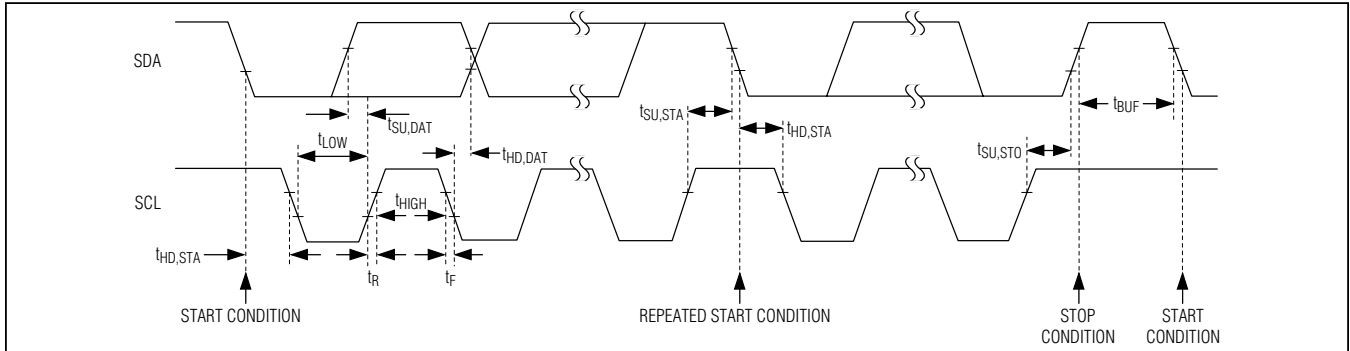 SDA
tSU,DAT
tLOW
tHD,DAT
tSU,STA
tHD,STA
tBUF
tSU,STO
SCL
tHIGH
tHD,STA
tR
tF
START CONDITION
REPEATED START CONDITION
STOP
CONDITION
START
CONDITION